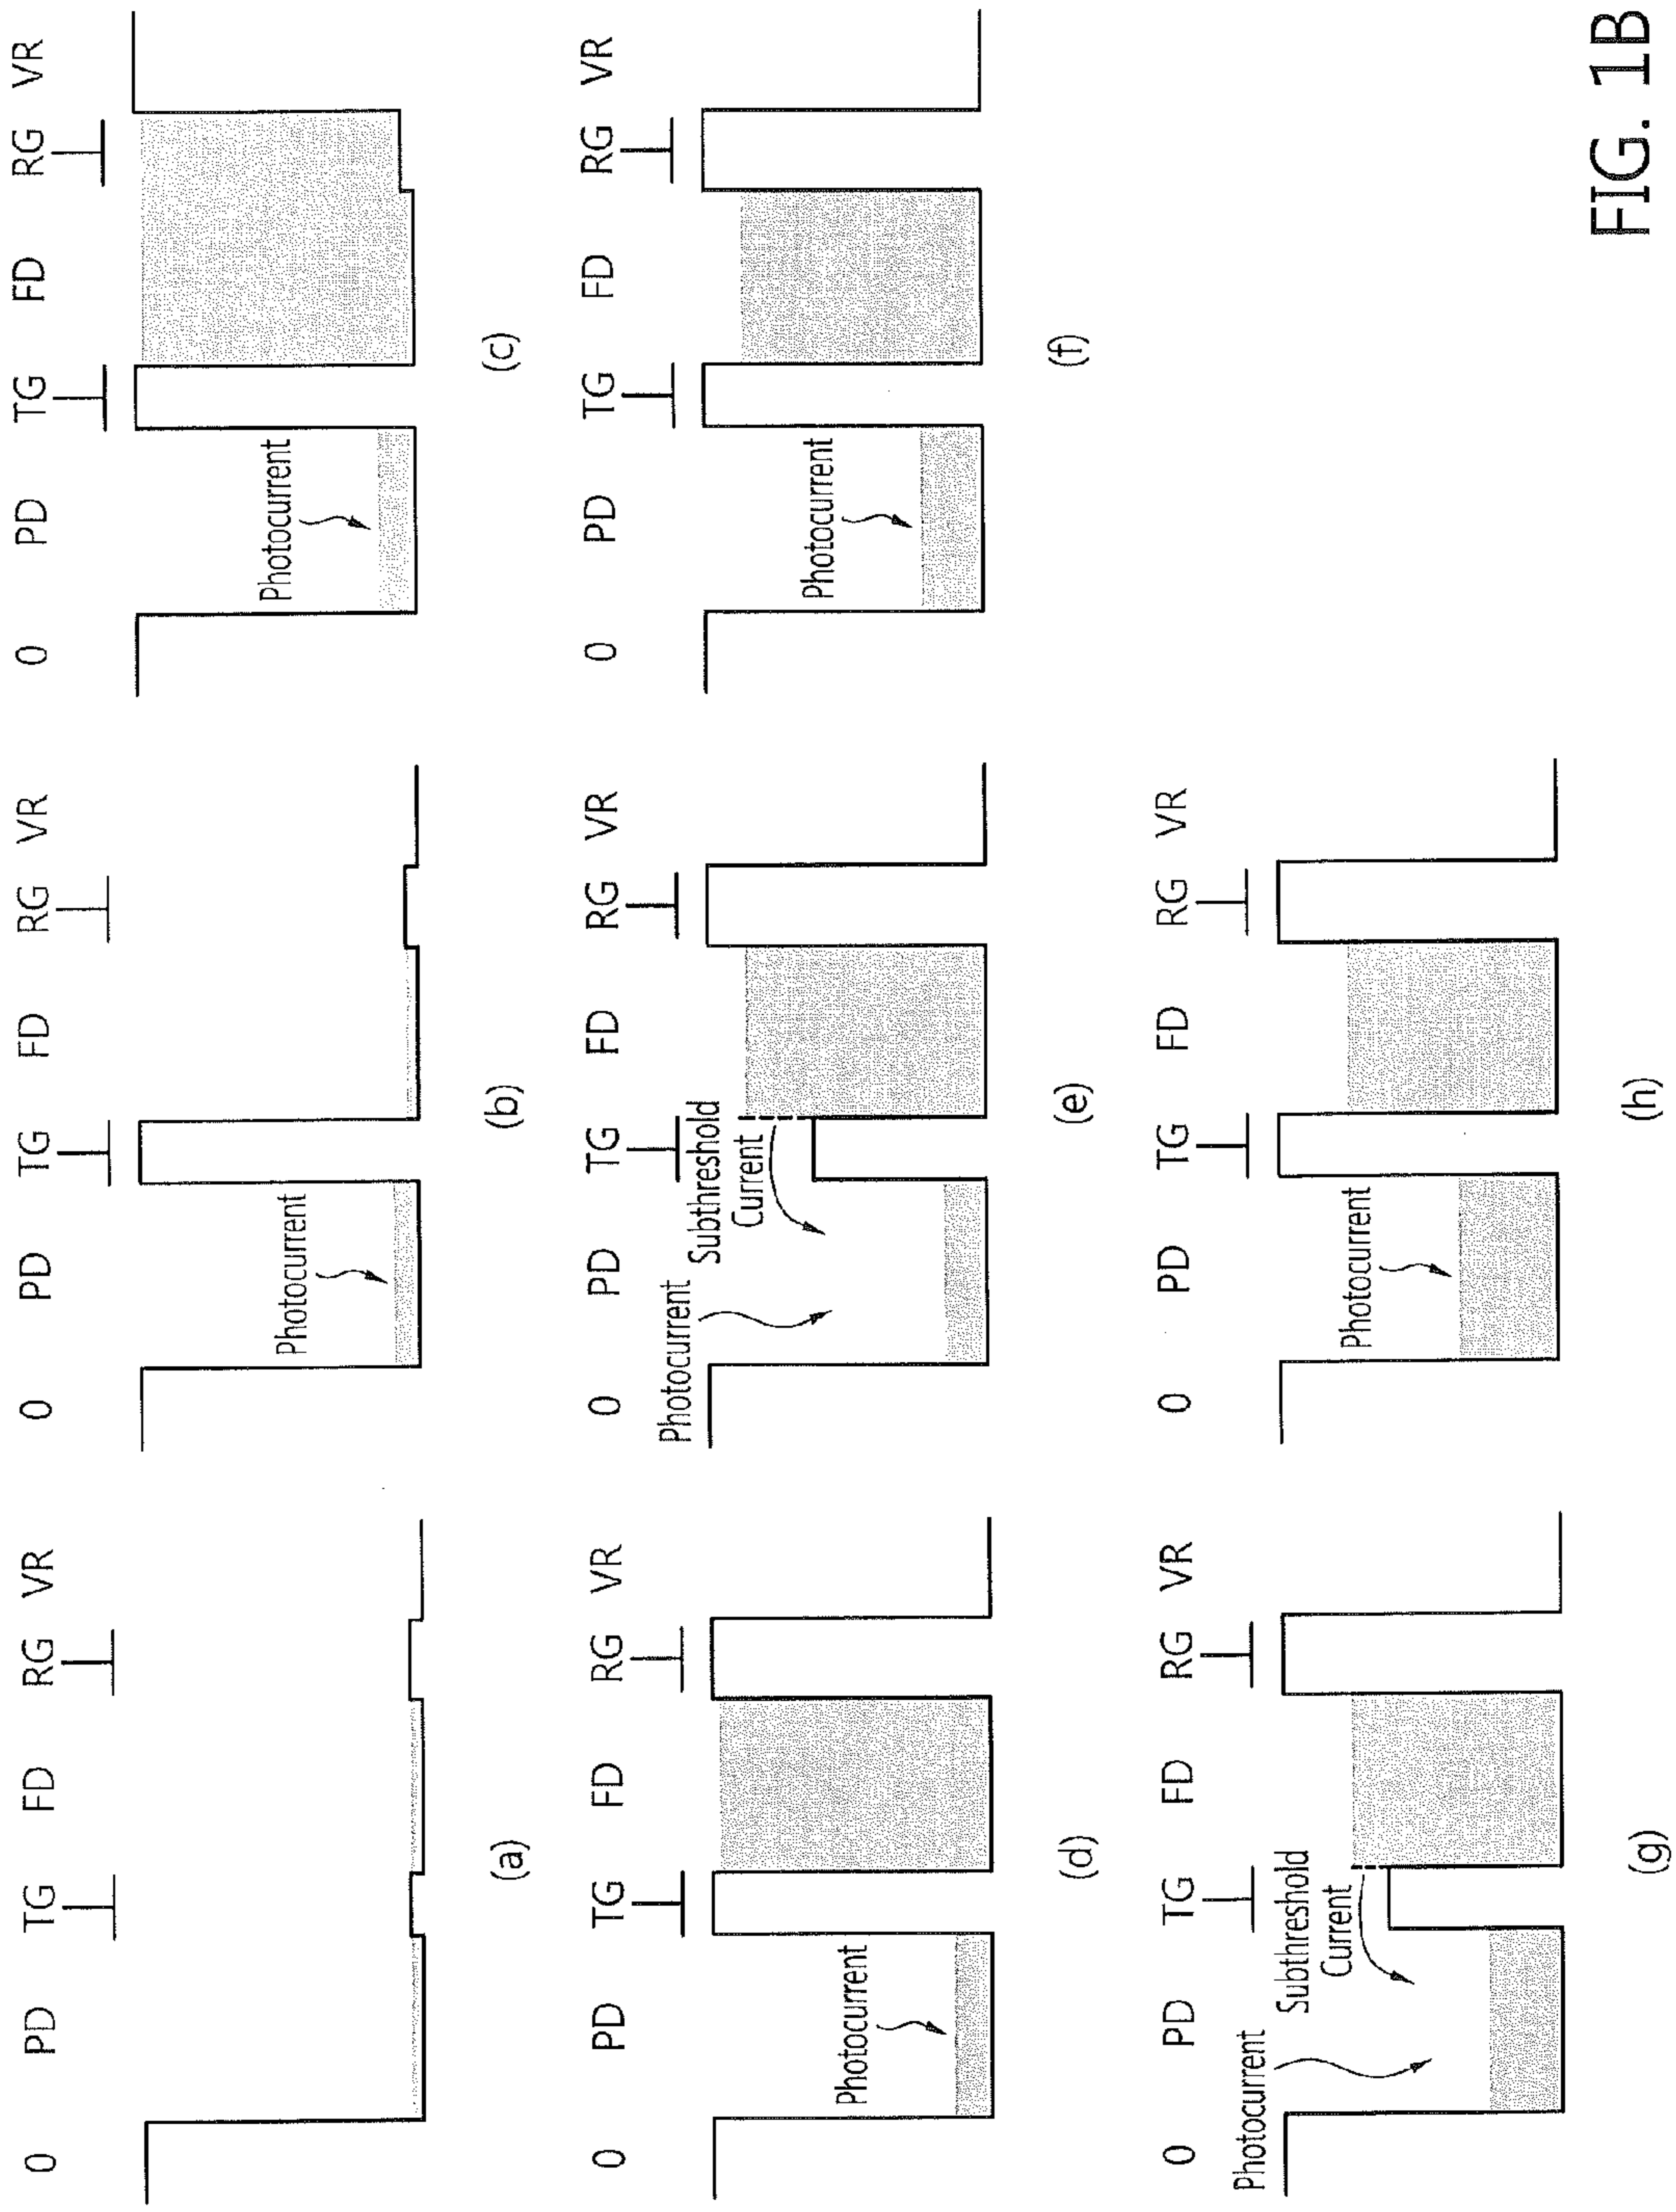 0 PD TG FD RG VR
(a)
0 PD TG FD RG VR
Photocurrent
(b)
0 PD TG FD RG VR
Photocurrent
(c)
0 PD TG FD RG VR
Photocurrent
(d)
0 PD TG FD RG VR
Photocurrent
Subthreshold
Current
(e)
0 PD TG FD RG VR
Photocurrent
(f)
0 PD TG FD RG VR
Photocurrent
Subthreshold
Current
(g)
0 PD TG FD RG VR
Photocurrent
(h)
FIG. 1B